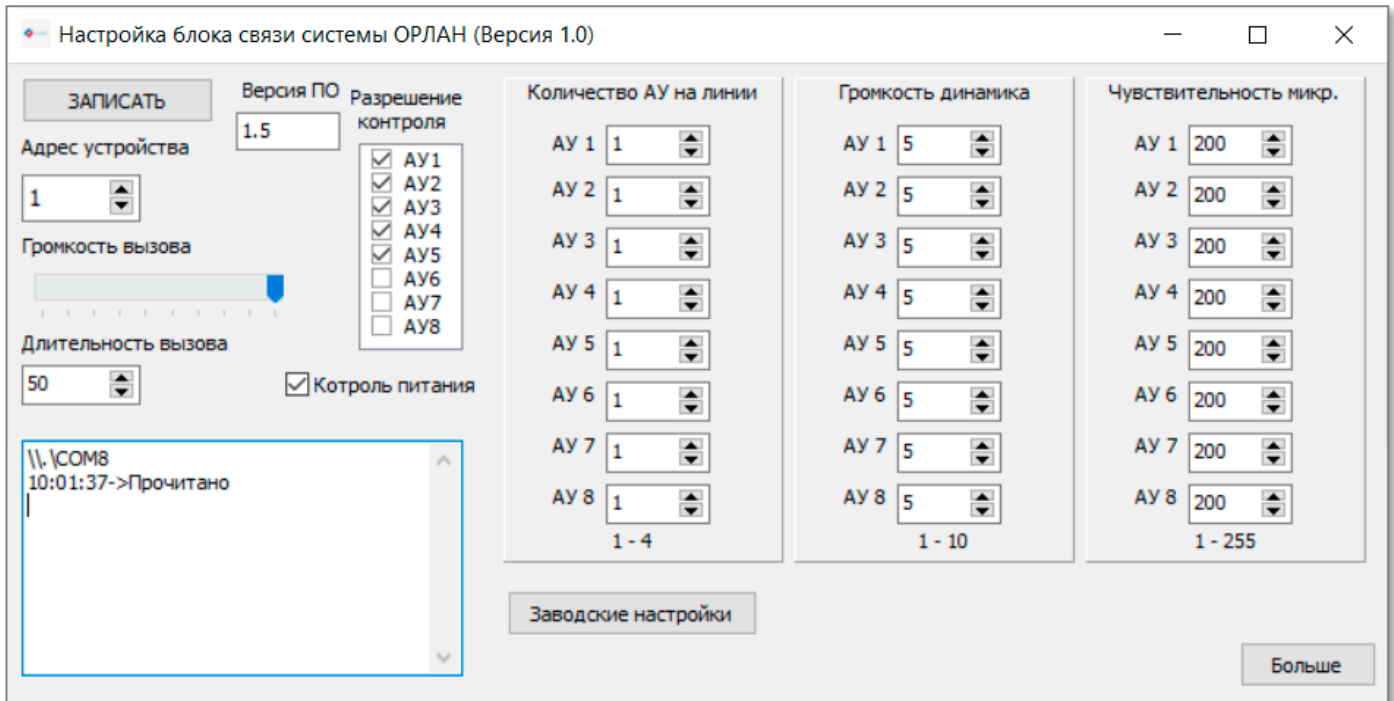 Настройка блока связи системы ОРЛАН (Версия 1.0)
ЗАПИСАТЬ
Версия ПО
1.5
Адрес устройства
1
Громкость вызова
Длительность вызова
50
Разрешение
контроля
АУ1
АУ2
АУ3
АУ4
АУ5
АУ6
АУ7
АУ8
Котроль питания
\\.\COM8
10:01:37->Прочитано
Количество АУ на линии
АУ 1 1
АУ 2 1
АУ 3 1
АУ 4 1
АУ 5 1
АУ 6 1
АУ 7 1
АУ 8 1
1 - 4
Громкость динамика
АУ 1 5
АУ 2 5
АУ 3 5
АУ 4 5
АУ 5 5
АУ 6 5
АУ 7 5
АУ 8 5
1 - 10
Чувствительность микр.
АУ 1 200
АУ 2 200
АУ 3 200
АУ 4 200
АУ 5 200
АУ 6 200
АУ 7 200
АУ 8 200
1 - 255
Заводские настройки
Больше